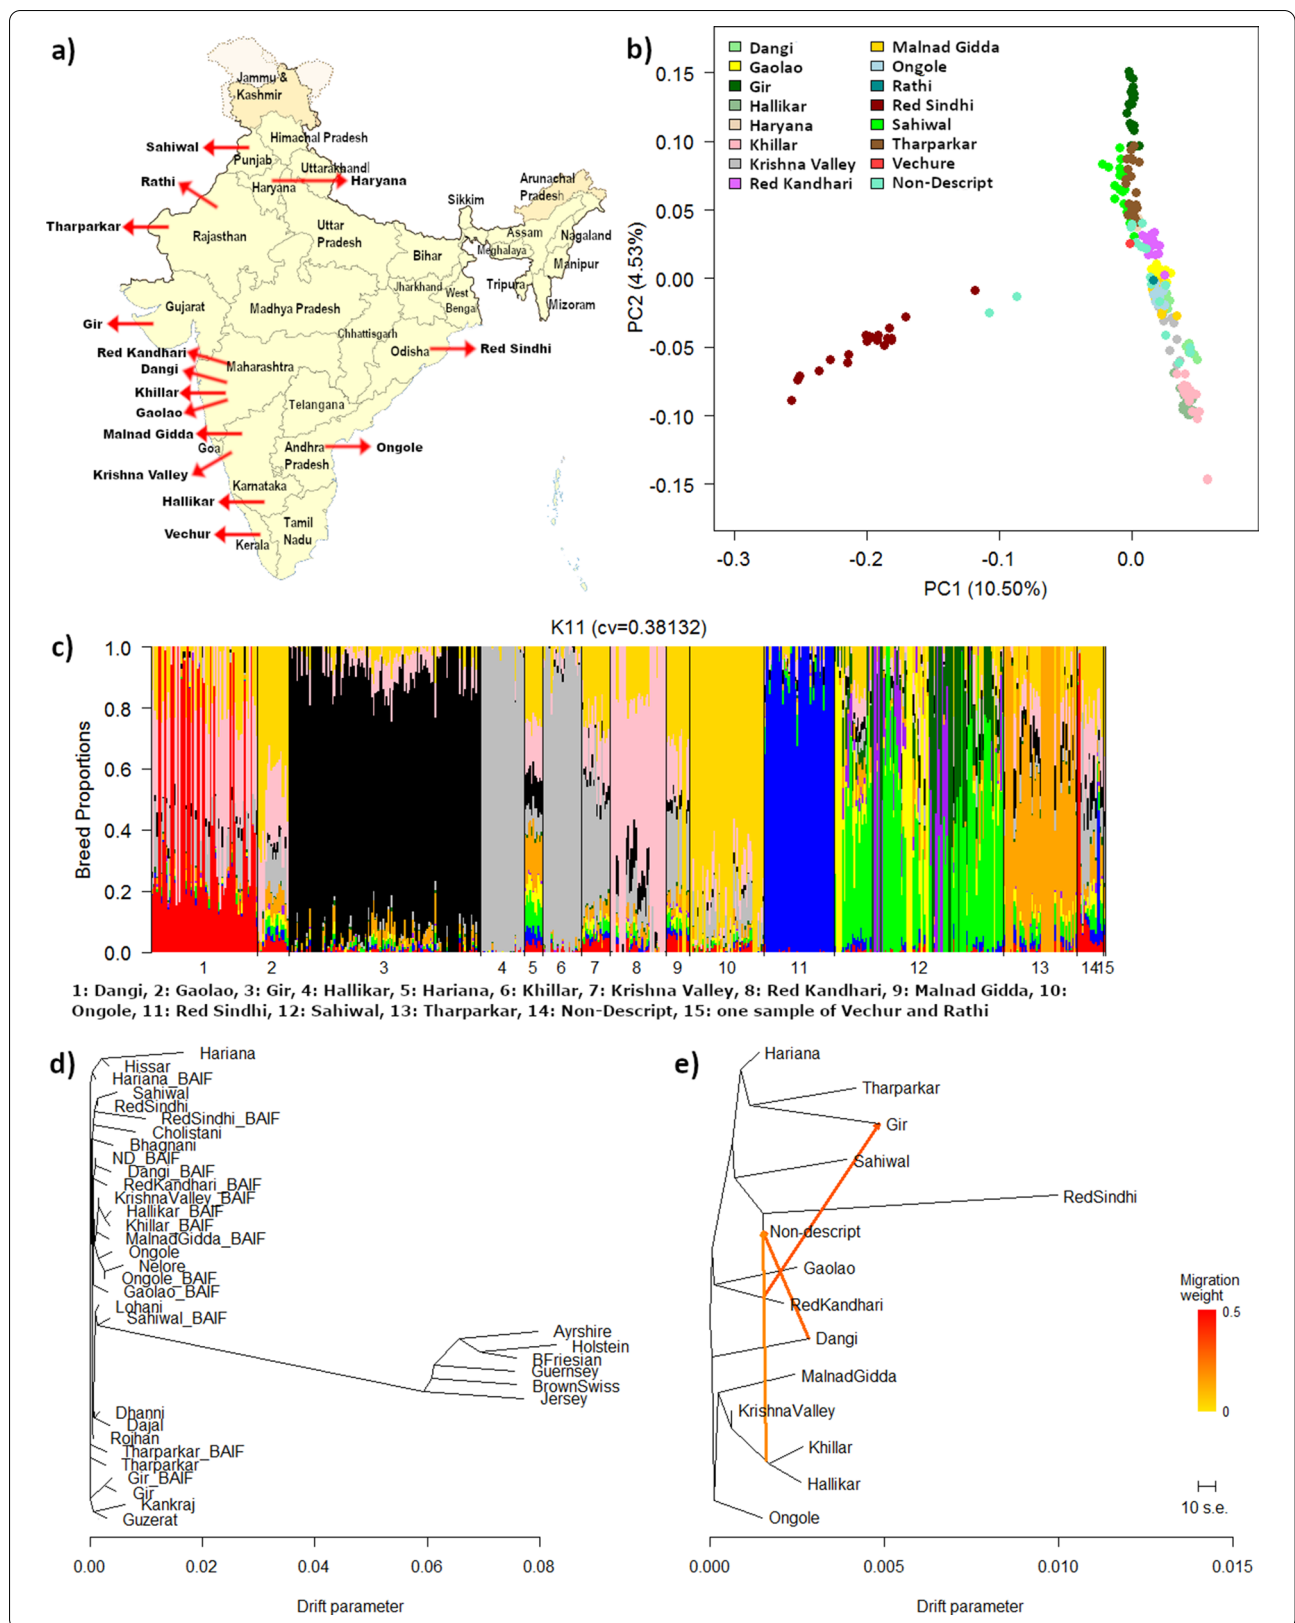 a)
Jammu &
Kashmir
Himachal Pradesh
Sahiwal
Punjab
Uttarakhand
Rathi
Haryana
Haryana
Arunachal
Pradesh
Sikkim
Tharparkar
Rajasthan
Uttar
Pradesh
Assam
Nagaland
Bihar
Meghalaya
Manipur
Jharkhand
West
Bengal
Tripura
Mizoram
Gujarat
Madhya Pradesh
Gir
Chhattisgarh
Red Kandhari
Odisha
Red Sindhi
Dangi
Maharashtra
Khillar
Gaolao
Telangana
Malnad Gidda
Goa
Andhra
Pradesh
Ongole
Krishna Valley
Karnataka
Hallikar
Tamil
Nadu
Vechur
Kerala
b)
Dangi
Gaolao
Gir
Hallikar
Haryana
Khillar
Krishna Valley
Red Kandhari
Malnad Gidda
Ongole
Rathi
Red Sindhi
Sahiwal
Tharparkar
Vechure
Non-Descript
PC2 (4.53%)
0.15
0.10
0.05
0.00
-0.05
-0.10
-0.15
-0.3
-0.2
-0.1
0.0
PC1 (10.50%)
c)
K11 (cv=0.38132)
Breed Proportions
1.0
0.8
0.6
0.4
0.2
0.0
1 2 3 4 5 6 7 8 9 10 11 12 13 14 15
1: Dangi, 2: Gaolao, 3: Gir, 4: Hallikar, 5: Hariana, 6: Khillar, 7: Krishna Valley, 8: Red Kandhari, 9: Malnad Gidda, 10:
Ongole, 11: Red Sindhi, 12: Sahiwal, 13: Tharparkar, 14: Non-Descript, 15: one sample of Vechur and Rathi
d)
Hariana
Hissar
Hariana_BAIF
Sahiwal
RedSindhi
RedSindhi_BAIF
Cholistani
Bhagnani
ND_BAIF
Dangi_BAIF
RedKandhari_BAIF
KrishnaValley_BAIF
Hallikar_BAIF
Khillar_BAIF
MalnadGidda_BAIF
Ongole
Nelore
Ongole_BAIF
Gaolao_BAIF
Lohani
Sahiwal_BAIF
Ayrshire
Holstein
BFriesian
Guernsey
BrownSwiss
Jersey
Dhanni
Dajal
Rojhan
Tharparkar_BAIF
Tharparkar
Gir_BAIF
Gir
Kankraj
Guzerat
0.00 0.02 0.04 0.06 0.08
Drift parameter
e)
Hariana
Tharparkar
Gir
Sahiwal
RedSindhi
Non-descript
Gaolao
RedKandhari
Dangi
MalnadGidda
KrishnaValley
Khillar
Hallikar
Ongole
Migration
weight
0.5
0
10 s.e.
0.000 0.005 0.010 0.015
Drift parameter